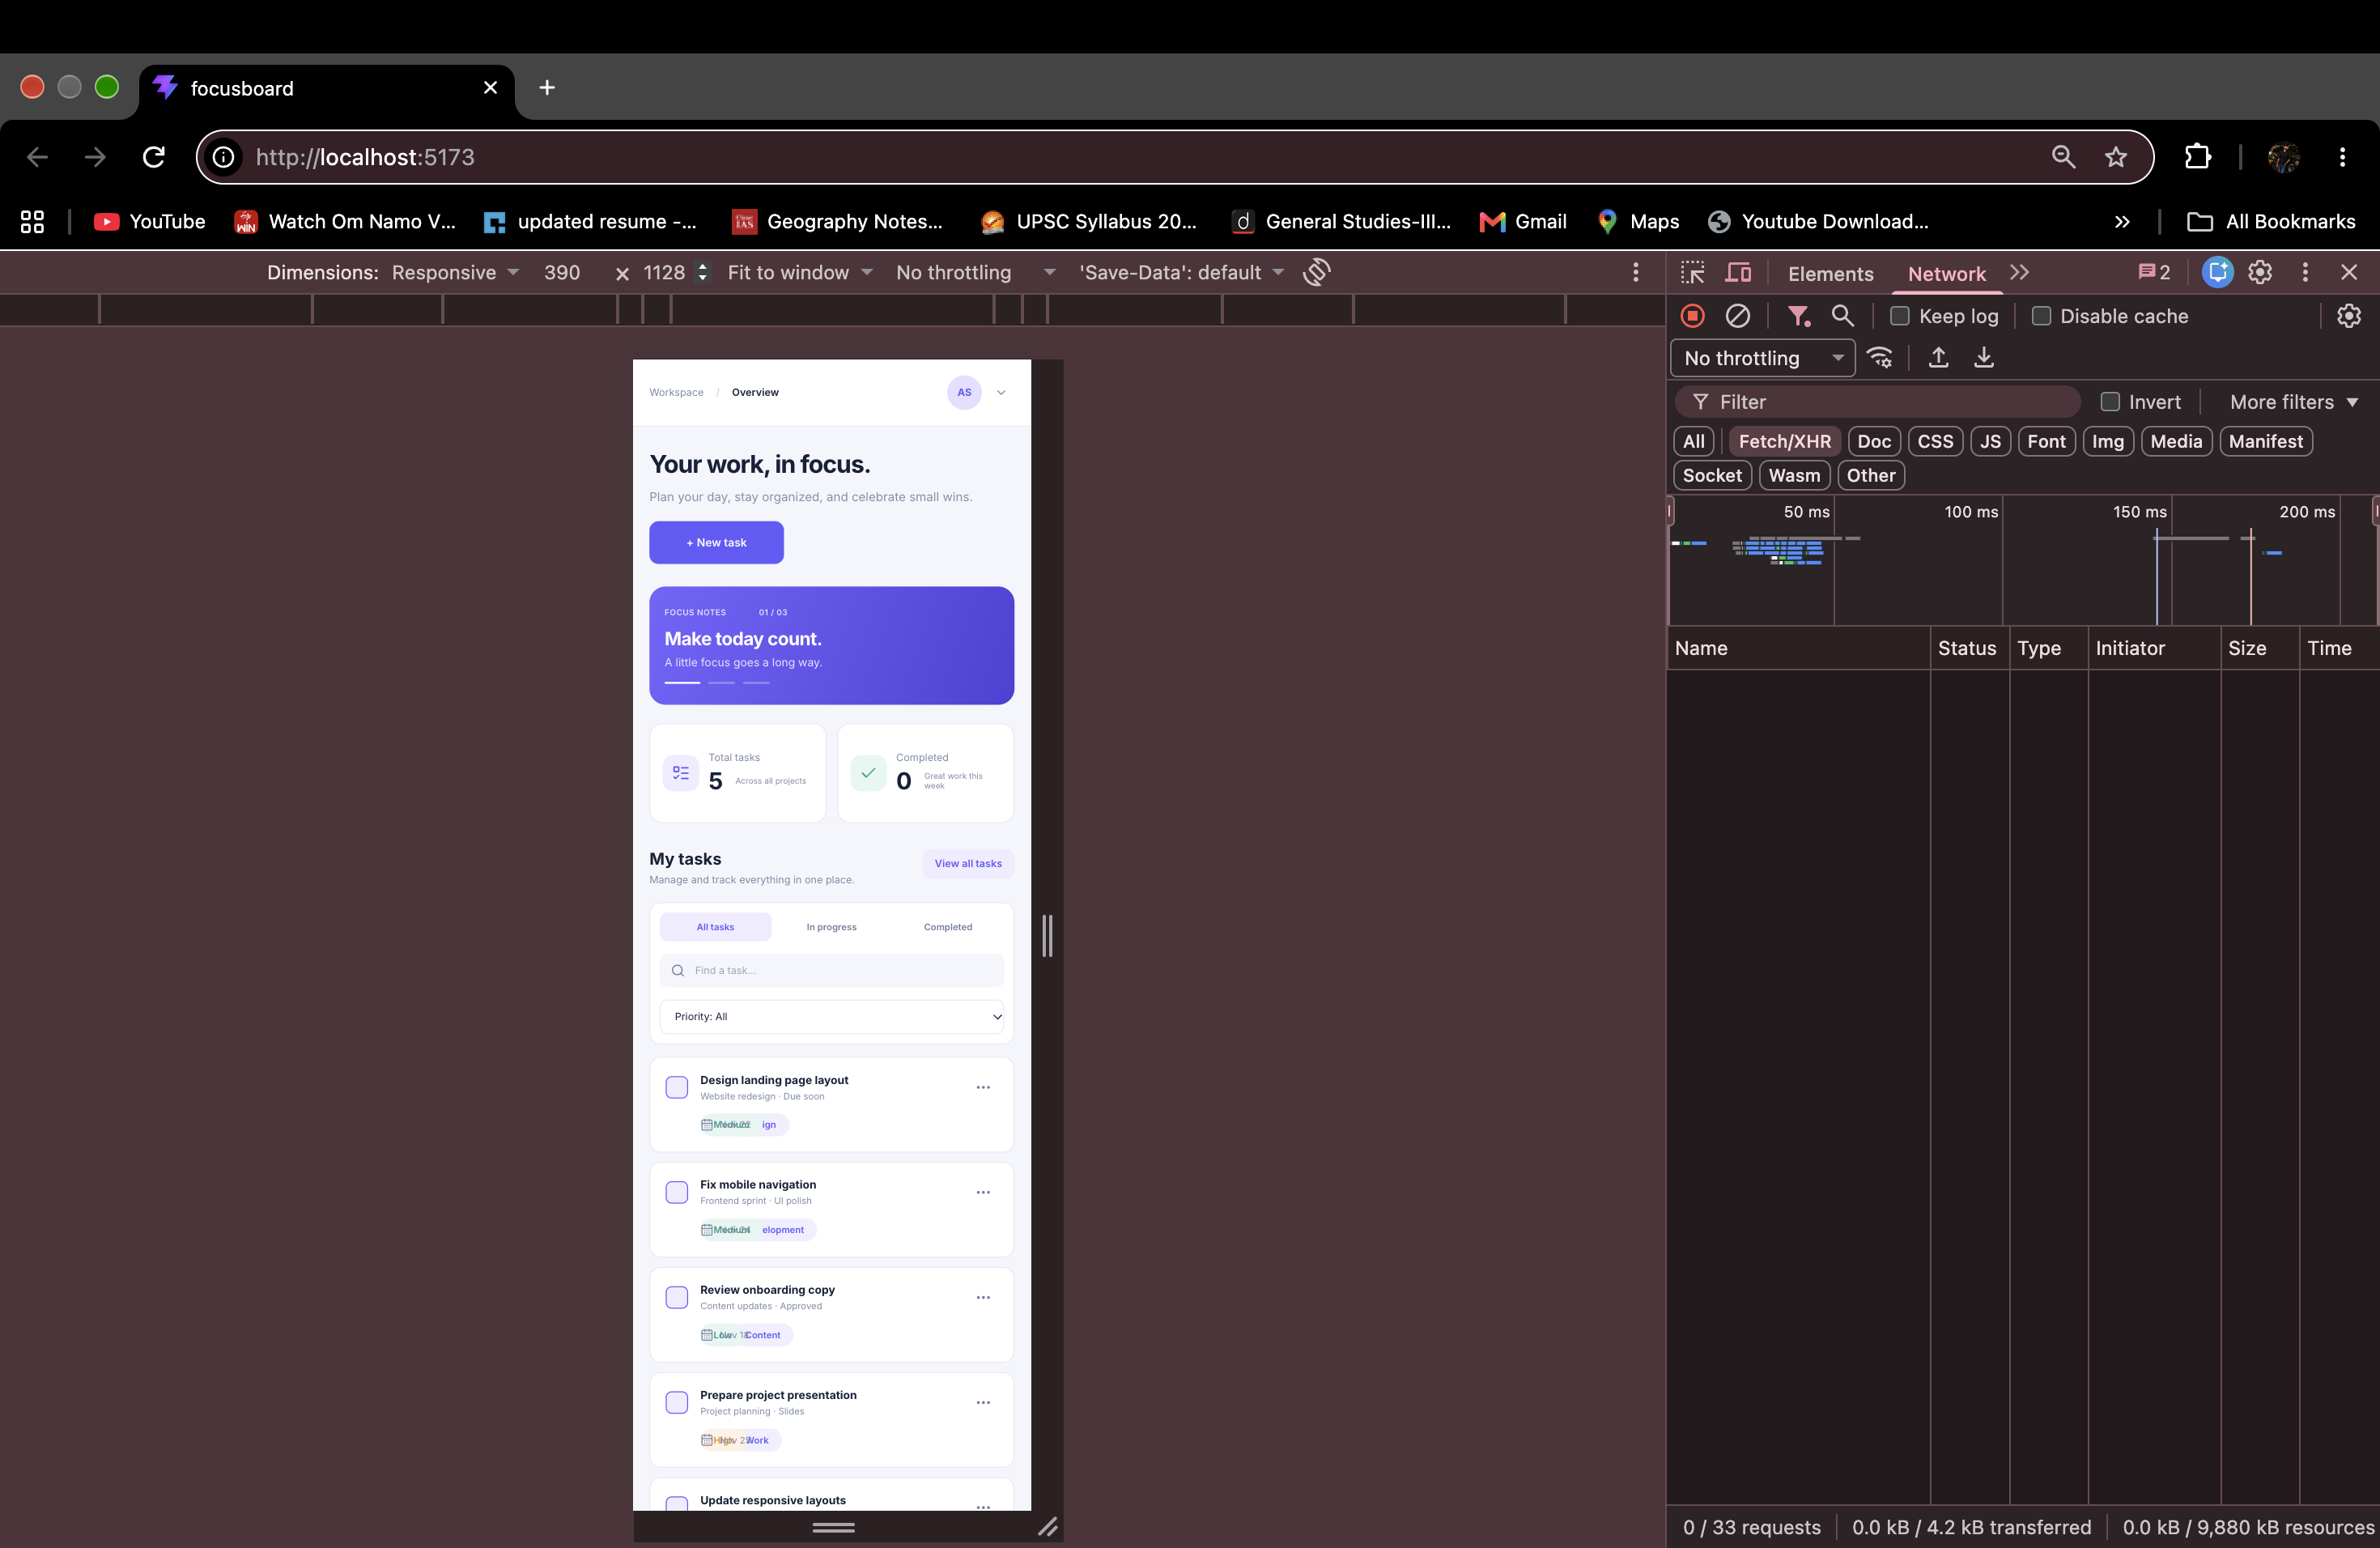 focusboard
http://localhost:5173
YouTube
Watch Om Namo V...
updated resume -...
Geography Notes...
UPSC Syllabus 20...
General Studies-III...
Gmail
Maps
Youtube Download...
All Bookmarks
Dimensions: Responsive 390 x 1128 Fit to window No throttling 'Save-Data': default
Elements Network 2
Keep log Disable cache
No throttling
Filter Invert More filters
All Fetch/XHR Doc CSS JS Font Img Media Manifest
Socket Wasm Other
50 ms 100 ms 150 ms 200 ms
Name Status Type Initiator Size Time
0 / 33 requests 0.0 kB / 4.2 kB transferred 0.0 kB / 9,880 kB resources
Workspace / Overview AS
Your work, in focus.
Plan your day, stay organized, and celebrate small wins.
+ New task
FOCUS NOTES 01 / 03
Make today count.
A little focus goes a long way.
Total tasks
5 Across all projects
Completed
0 Great work this
week
My tasks
Manage and track everything in one place.
View all tasks
All tasks In progress Completed
Find a task...
Priority: All
Design landing page layout
Website redesign · Due soon
Medium ign
Fix mobile navigation
Frontend sprint · UI polish
Medium elopment
Review onboarding copy
Content updates · Approved
Low Content
Prepare project presentation
Project planning · Slides
High Work
Update responsive layouts